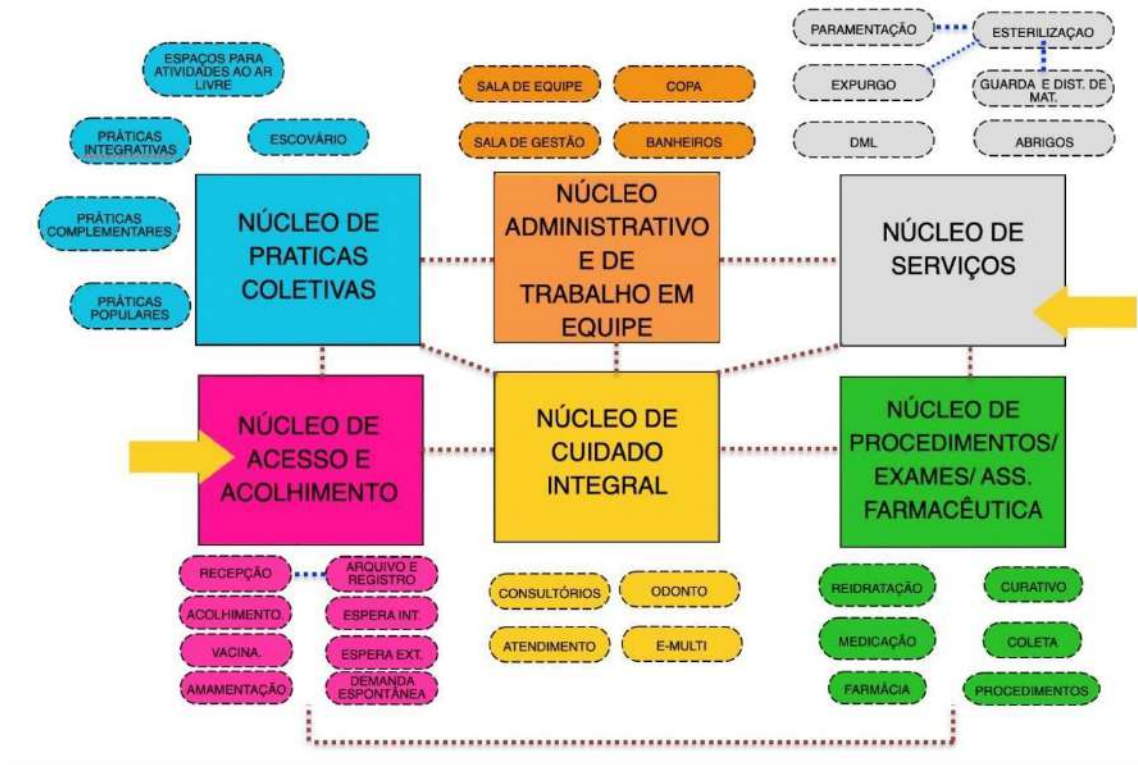 ESPAÇOS PARA
ATIVIDADES AO AR
LIVRE
PRÁTICAS
INTEGRATIVAS
ESCOVÁRIO
PRÁTICAS
COMPLEMENTARES
PRÁTICAS
POPULARES
SALA DE EQUIPE
COPA
SALA DE GESTÃO
BANHEIROS
PARAMENTAÇÃO
ESTERILIZAÇAO
EXPURGO
GUARDA E DIST. DE
MAT.
DML
ABRIGOS
NÚCLEO DE
PRATICAS
COLETIVAS
NÚCLEO
ADMINISTRATIVO
E DE
TRABALHO EM
EQUIPE
NÚCLEO DE
SERVIÇOS
NÚCLEO DE
ACESSO E
ACOLHIMENTO
NÚCLEO DE
CUIDADO
INTEGRAL
NÚCLEO DE
PROCEDIMENTOS/
EXAMES/ ASS.
FARMACÊUTICA
RECEPÇÃO
ARQUIVO E
REGISTRO
ACOLHIMENTO.
ESPERA INT.
VACINA.
ESPERA EXT.
AMAMENTAÇÃO
DEMANDA
ESPONTÂNEA
CONSULTÓRIOS
ODONTO
ATENDIMENTO
E-MULTI
REIDRATAÇÃO
CURATIVO
MEDICAÇÃO
COLETA
FARMÁCIA
PROCEDIMENTOS